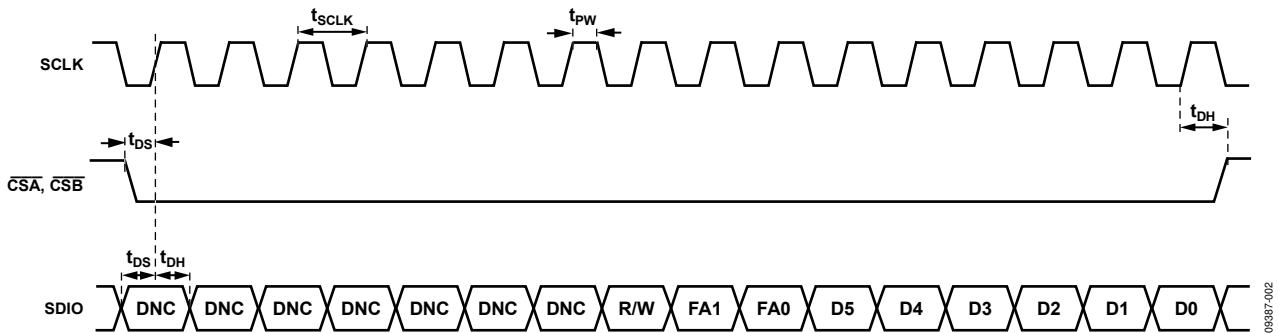 tSCLK
tPW
SCLK
tDH
tDS
CSA, CSB
tDS tDH
SDIO DNC DNC DNC DNC DNC DNC DNC R/W FA1 FA0 D5 D4 D3 D2 D1 D0
09387-002